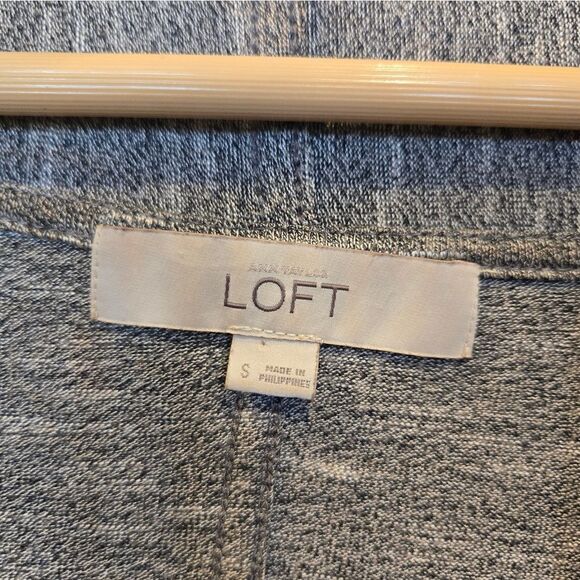 ANN TAYLOR
LOFT
S
MADE IN
PHILIPPINES